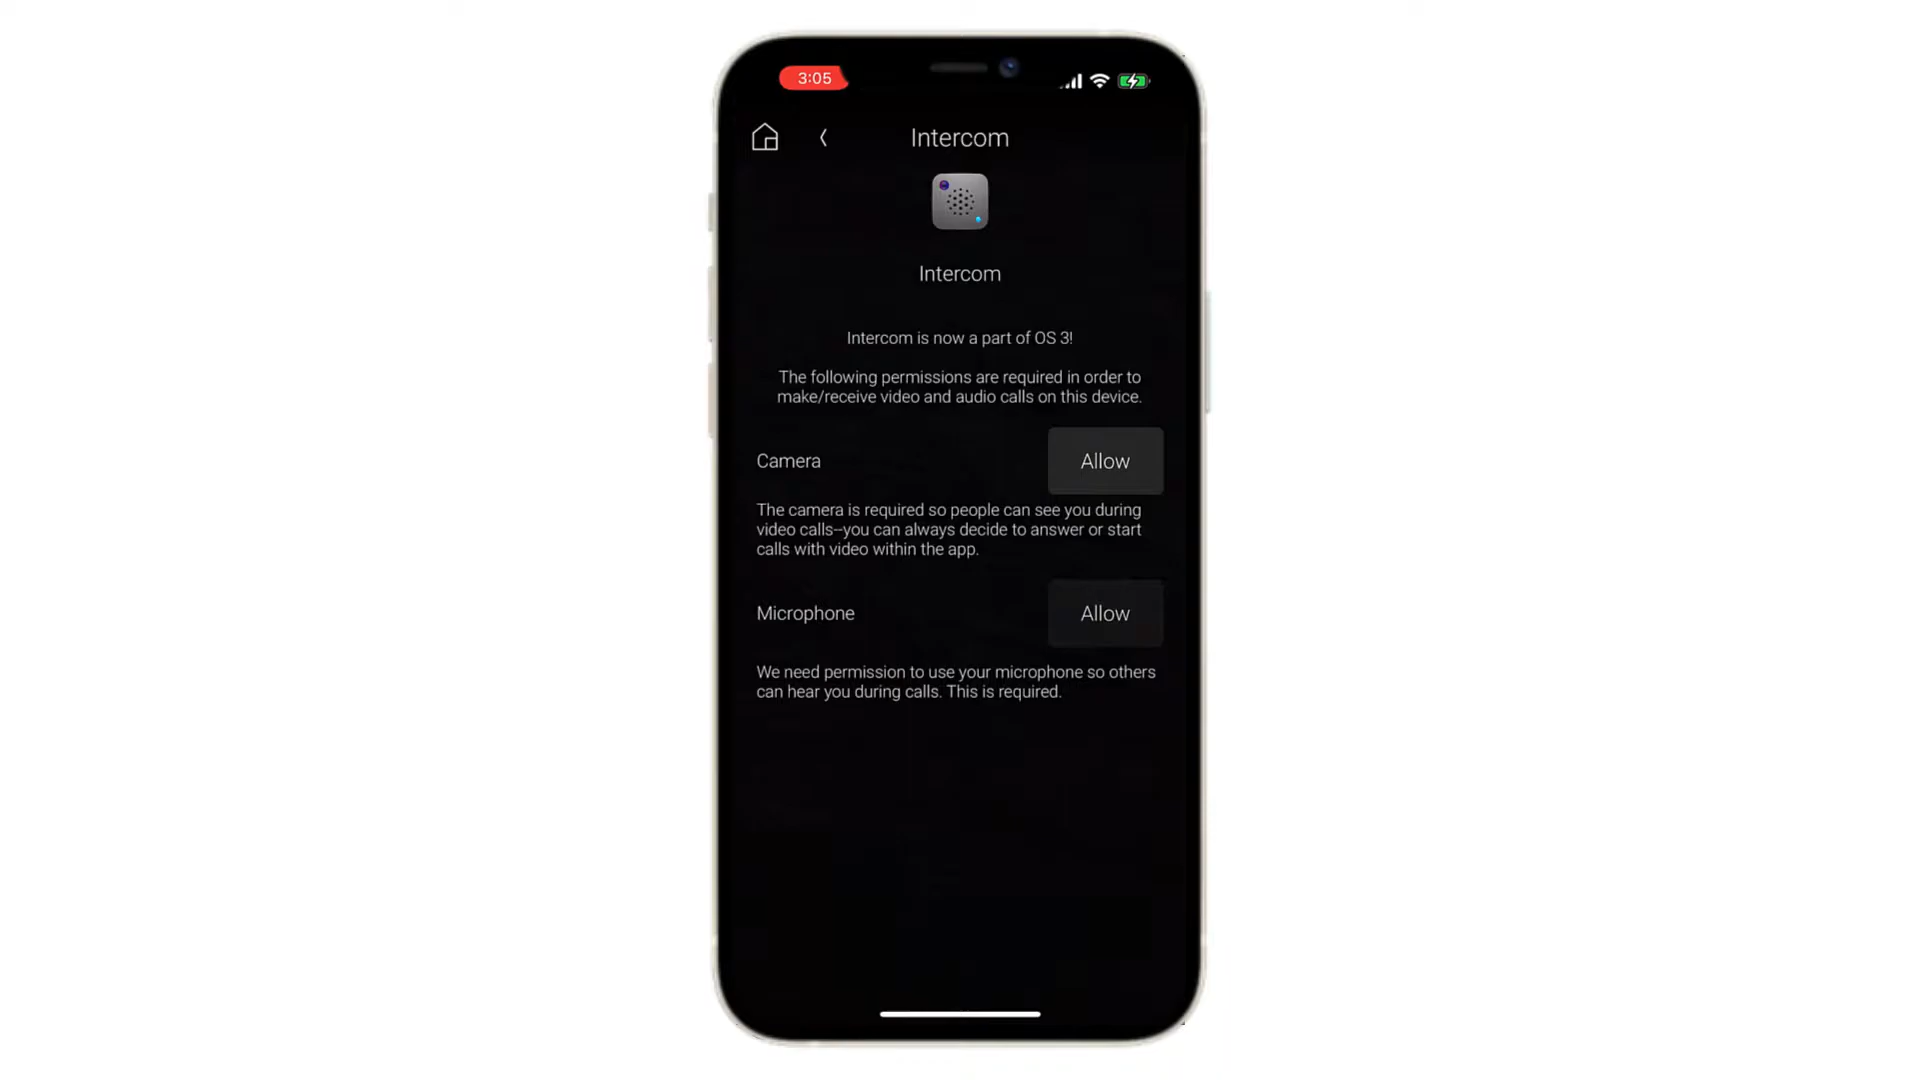 3:05
Intercom
Intercom
Intercom is now a part of OS 3!
The following permissions are required in order to
make/receive video and audio calls on this device.
Camera
Allow
The camera is required so people can see you during
video calls--you can always decide to answer or start
calls with video within the app.
Microphone
Allow
We need permission to use your microphone so others
can hear you during calls. This is required.